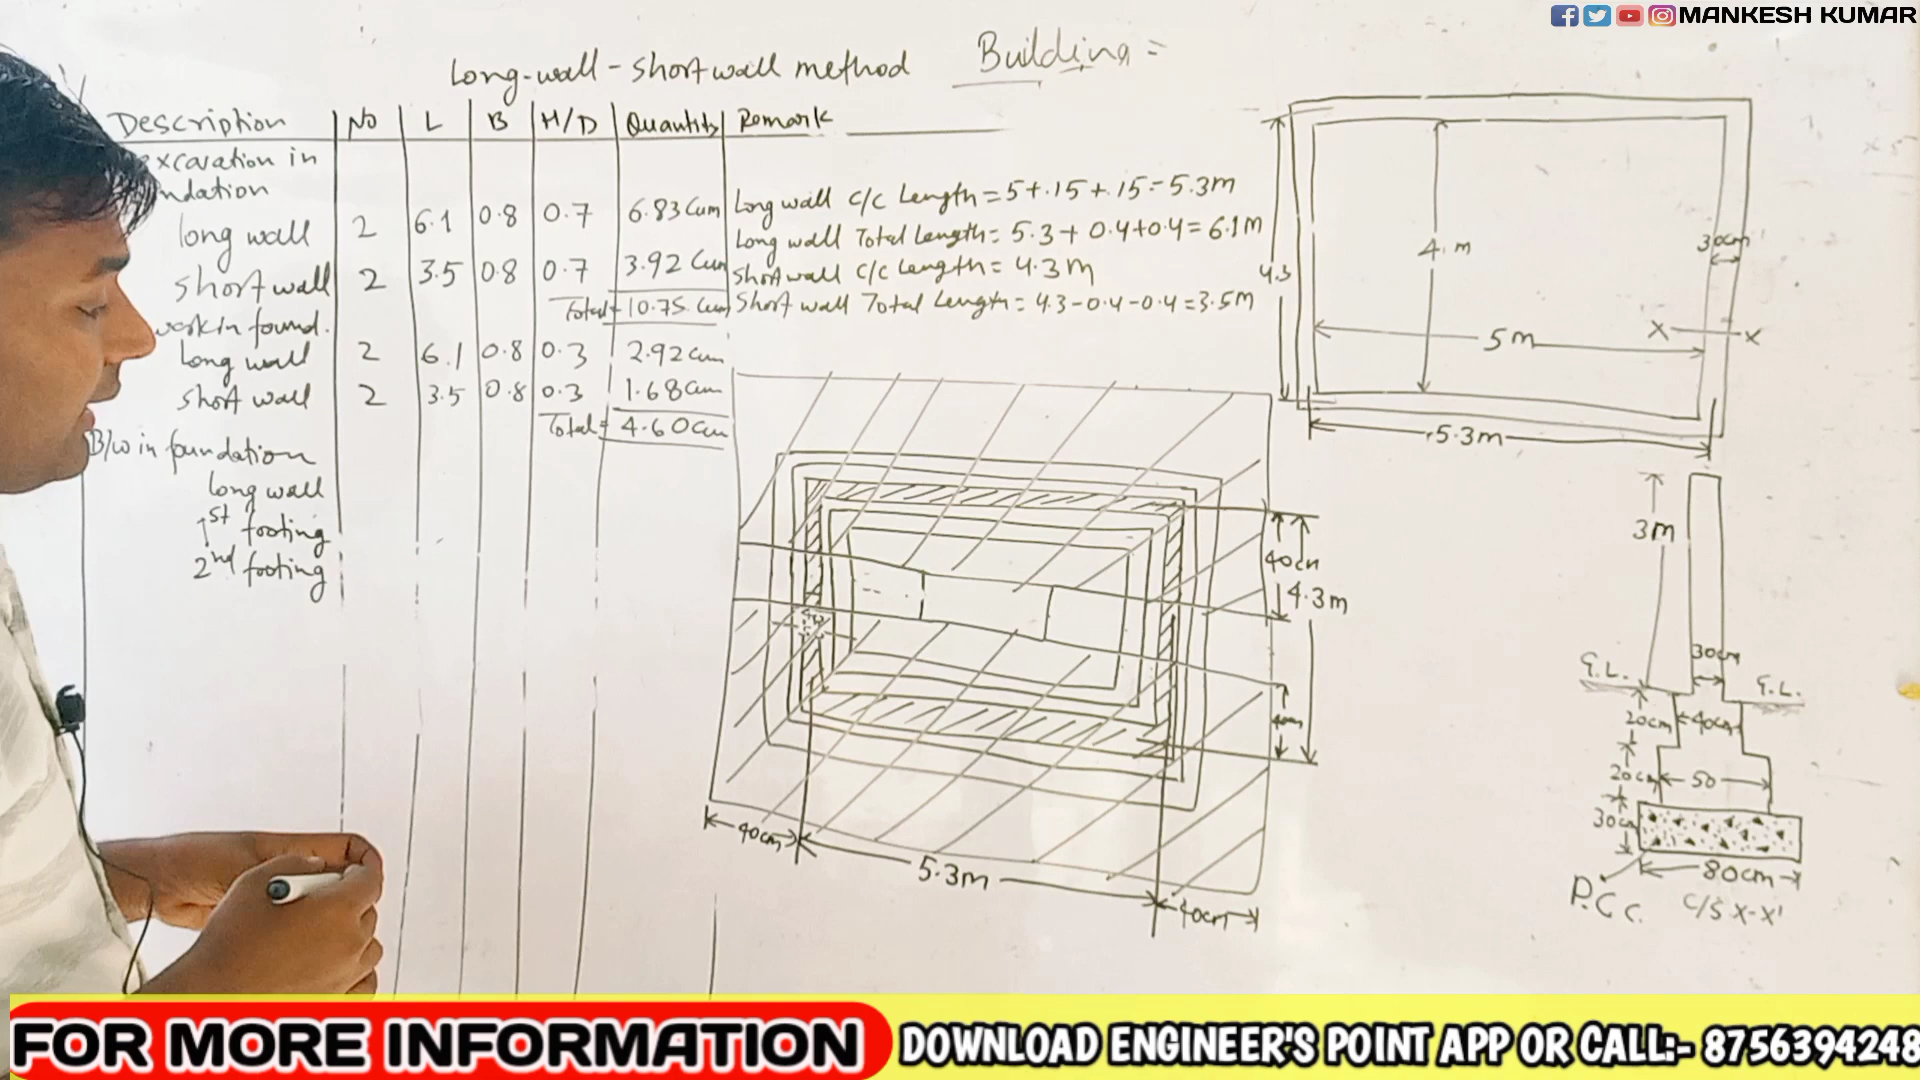 MANKESH KUMAR
Long-wall-shortwall method Building =
Description No L B H/D Quantity Remark
excavation in
ndation
long wall 2 6.1 0.8 0.7 6.83 Cum
short wall 2 3.5 0.8 0.7 3.92 Cum
Total= 10.75 Cum
work in found.
Long wall 2 6.1 0.8 0.3 2.92 Cum
short wall 2 3.5 0.8 0.3 1.68 Cum
Total= 4.60 Cum
B/w in foundation
long wall
1st footing
2nd footing
Long wall c/c Length = 5+.15+.15=5.3m
Long wall Total Length= 5.3+0.4+0.4=6.1m
Short wall c/c Length = 4.3m
Short wall Total Length = 4.3-0.4-0.4=3.5m
4.3
4. m
30cm
X X
5m
5.3m
40cm
4.3m
40cm
40cm
5.3m
40cm
3m
30cm
G.L. G.L.
20cm 40cm
20cm 50
30cm
80cm
P.C.C. C/S X-X'
FOR MORE INFORMATION DOWNLOAD ENGINEER'S POINT APP OR CALL:- 8756394248